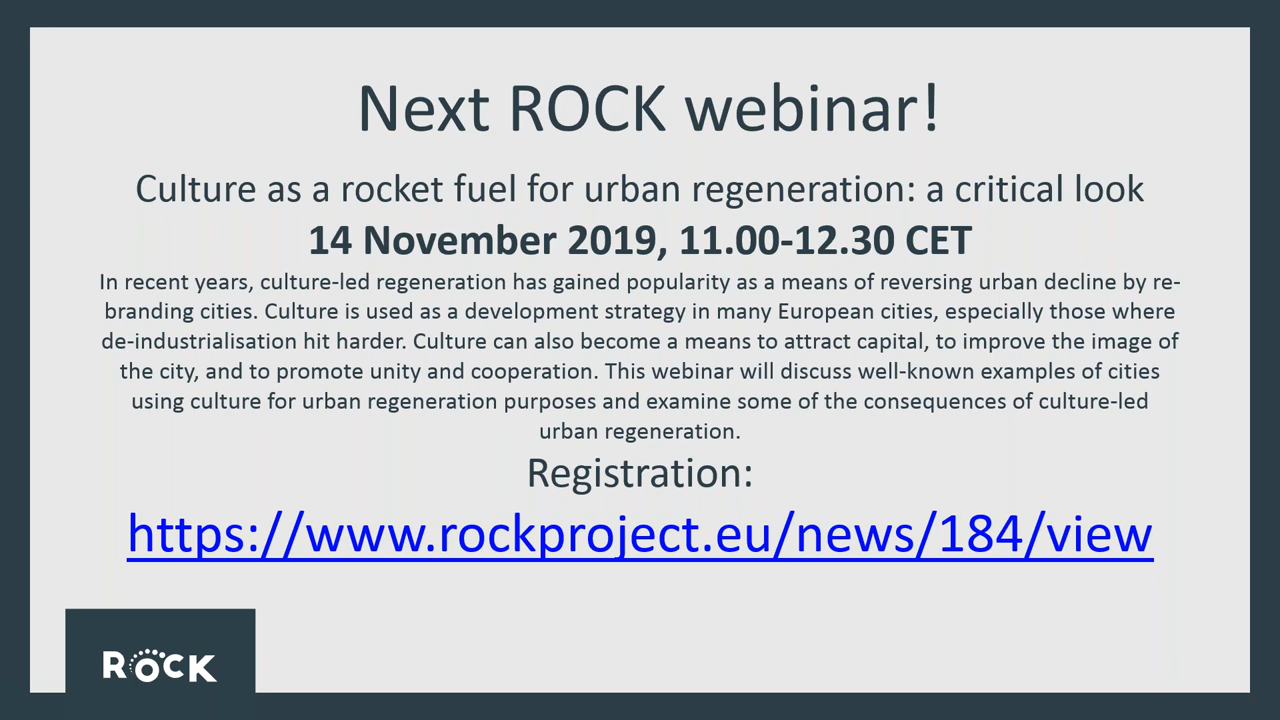 Next ROCK webinar!
Culture as a rocket fuel for urban regeneration: a critical look
14 November 2019, 11.00-12.30 CET
In recent years, culture-led regeneration has gained popularity as a means of reversing urban decline by re-
branding cities. Culture is used as a development strategy in many European cities, especially those where
de-industrialisation hit harder. Culture can also become a means to attract capital, to improve the image of
the city, and to promote unity and cooperation. This webinar will discuss well-known examples of cities
using culture for urban regeneration purposes and examine some of the consequences of culture-led
urban regeneration.
Registration:
https://www.rockproject.eu/news/184/view
ROCK